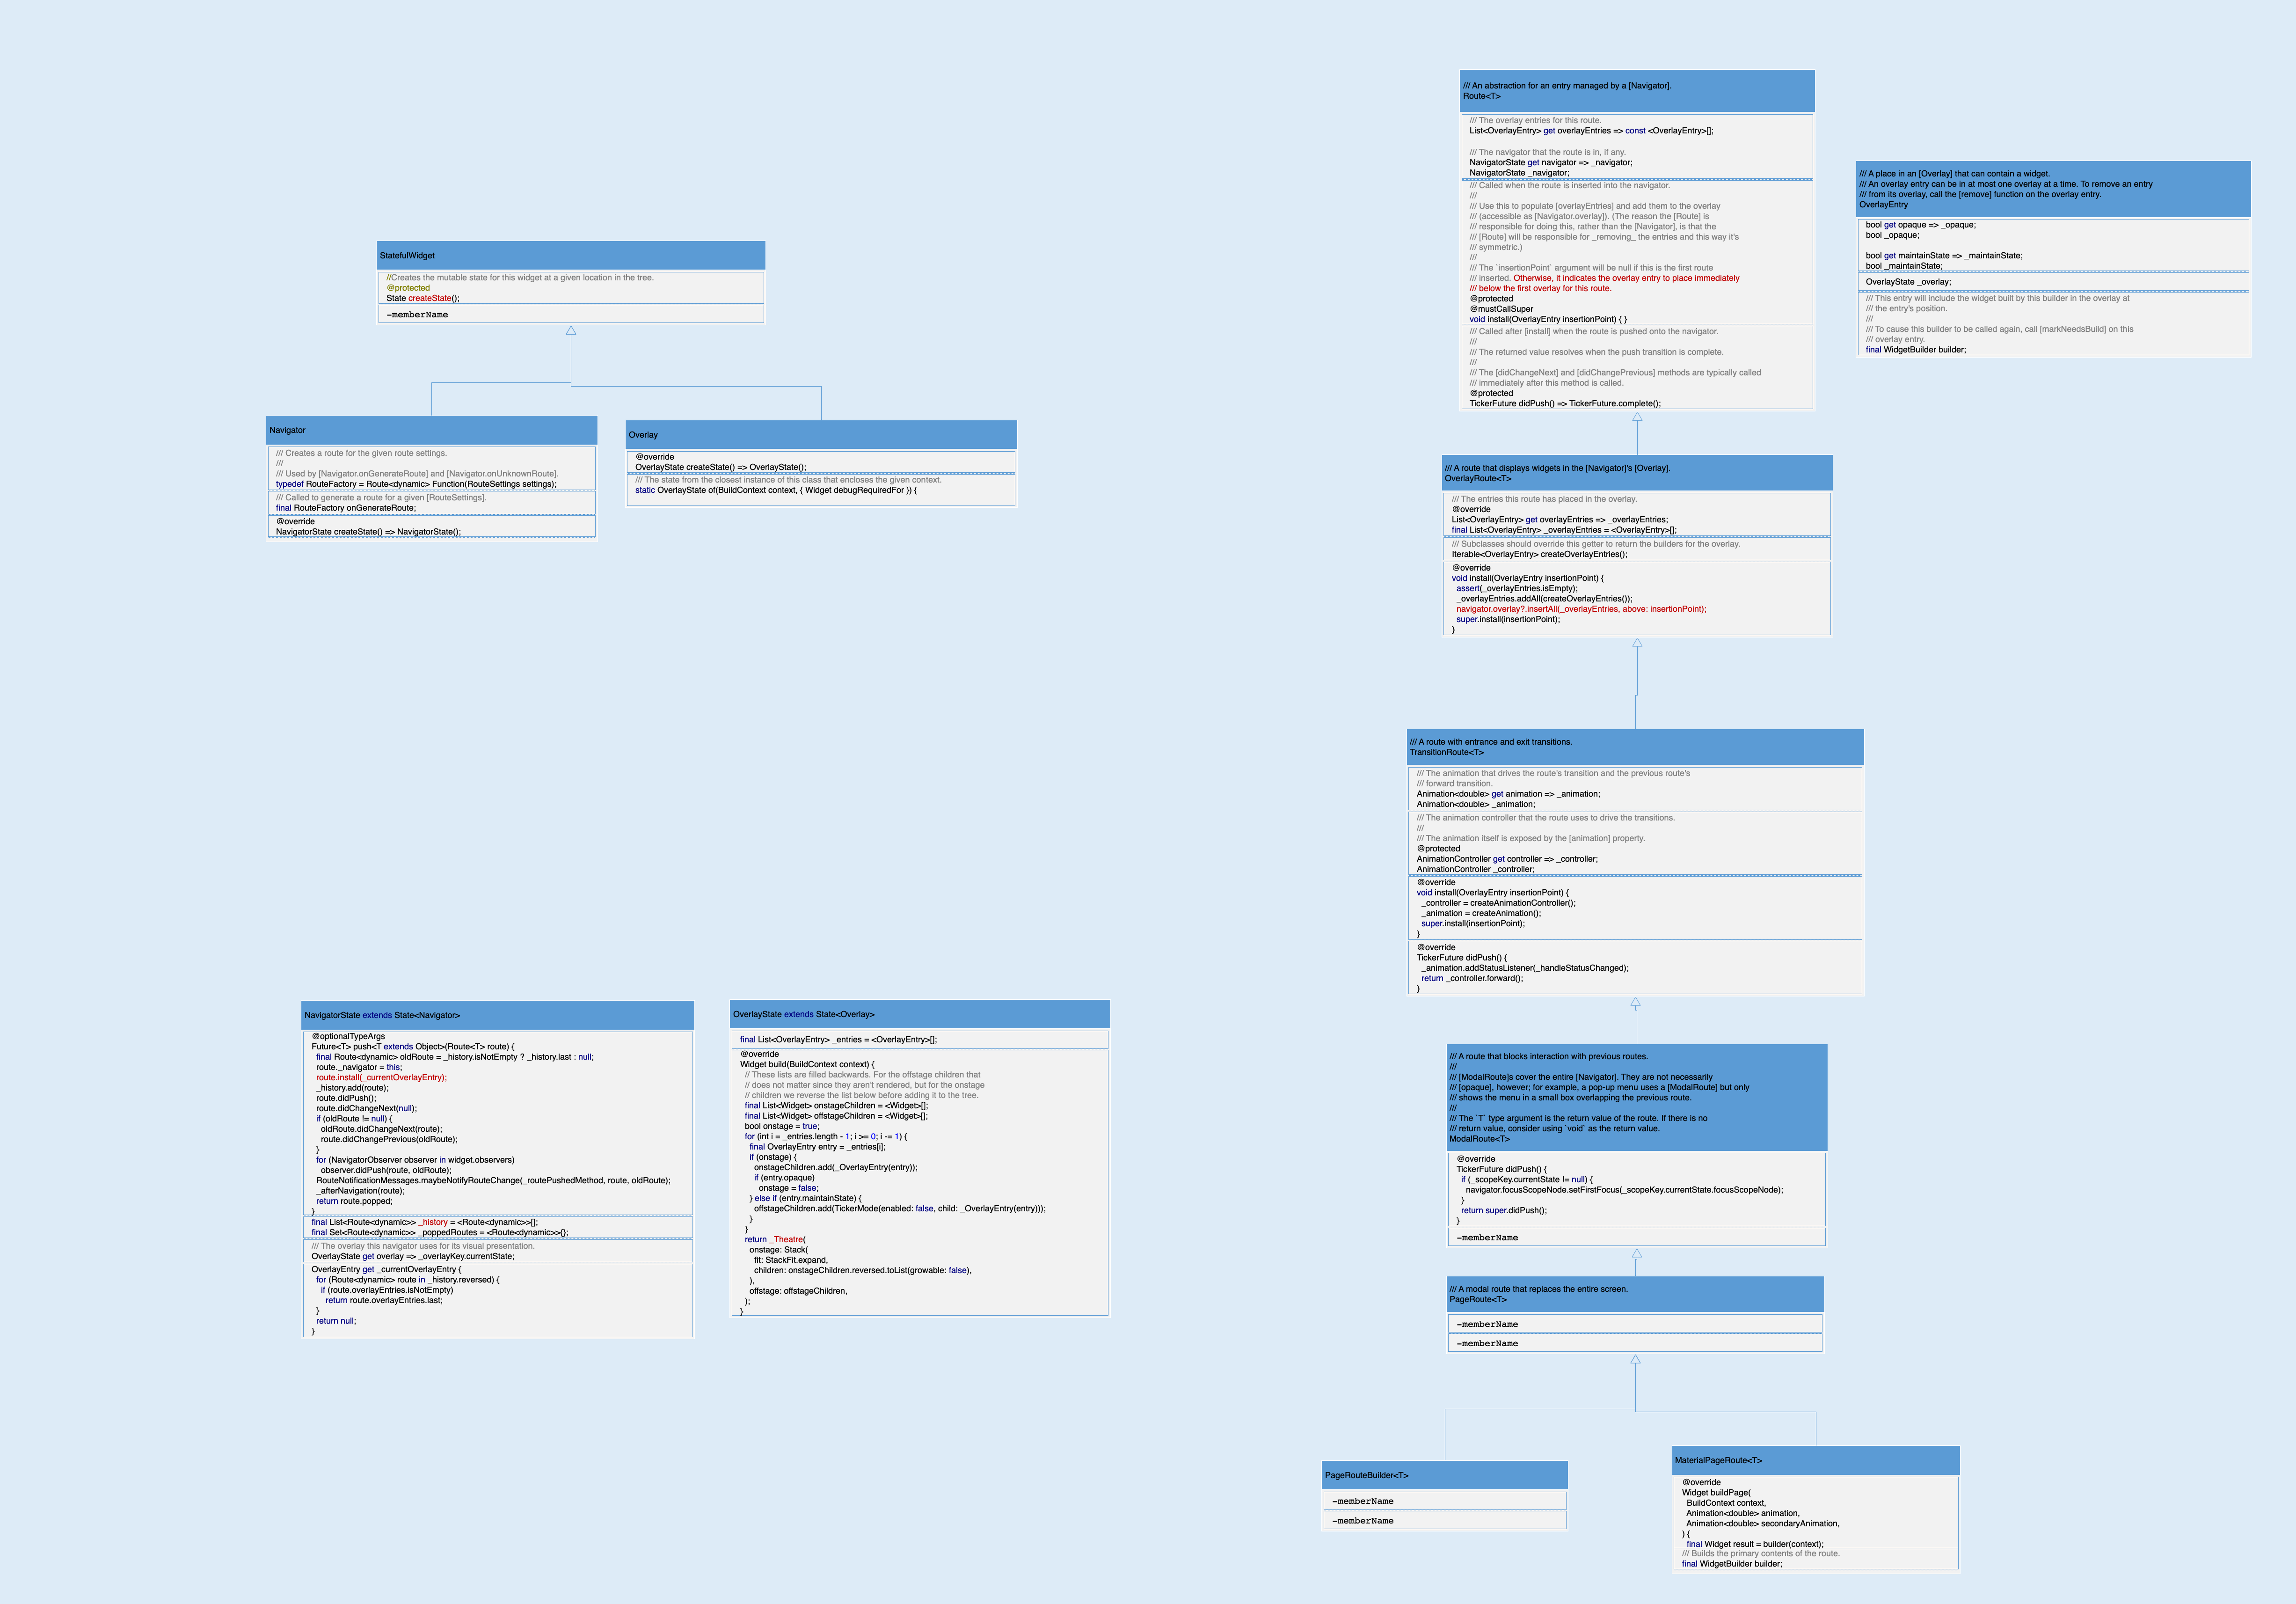 StatefulWidget
//Creates the mutable state for this widget at a given location in the tree.
@protected
State createState();
-memberName
Navigator
/// Creates a route for the given route settings.
///
/// Used by [Navigator.onGenerateRoute] and [Navigator.onUnknownRoute].
typedef RouteFactory = Route<dynamic> Function(RouteSettings settings);
/// Called to generate a route for a given [RouteSettings].
final RouteFactory onGenerateRoute;
@override
NavigatorState createState() => NavigatorState();
Overlay
@override
OverlayState createState() => OverlayState();
/// The state from the closest instance of this class that encloses the given context.
static OverlayState of(BuildContext context, { Widget debugRequiredFor }) {
NavigatorState extends State<Navigator>
@optionalTypeArgs
Future<T> push<T extends Object>(Route<T> route) {
final Route<dynamic> oldRoute = _history.isNotEmpty ? _history.last : null;
route._navigator = this;
route.install(_currentOverlayEntry);
_history.add(route);
route.didPush();
route.didChangeNext(null);
if (oldRoute != null) {
oldRoute.didChangeNext(route);
route.didChangePrevious(oldRoute);
}
for (NavigatorObserver observer in widget.observers)
observer.didPush(route, oldRoute);
RouteNotificationMessages.maybeNotifyRouteChange(_routePushedMethod, route, oldRoute);
_afterNavigation(route);
return route.popped;
}
final List<Route<dynamic>> _history = <Route<dynamic>>[];
final Set<Route<dynamic>> _poppedRoutes = <Route<dynamic>>{};
/// The overlay this navigator uses for its visual presentation.
OverlayState get overlay => _overlayKey.currentState;
OverlayEntry get _currentOverlayEntry {
for (Route<dynamic> route in _history.reversed) {
if (route.overlayEntries.isNotEmpty)
return route.overlayEntries.last;
}
return null;
}
OverlayState extends State<Overlay>
final List<OverlayEntry> _entries = <OverlayEntry>[];
@override
Widget build(BuildContext context) {
// These lists are filled backwards. For the offstage children that
// does not matter since they aren't rendered, but for the onstage
// children we reverse the list below before adding it to the tree.
final List<Widget> onstageChildren = <Widget>[];
final List<Widget> offstageChildren = <Widget>[];
bool onstage = true;
for (int i = _entries.length - 1; i >= 0; i -= 1) {
final OverlayEntry entry = _entries[i];
if (onstage) {
onstageChildren.add(_OverlayEntry(entry));
if (entry.opaque)
onstage = false;
} else if (entry.maintainState) {
offstageChildren.add(TickerMode(enabled: false, child: _OverlayEntry(entry)));
}
}
return _Theatre(
onstage: Stack(
fit: StackFit.expand,
children: onstageChildren.reversed.toList(growable: false),
),
offstage: offstageChildren,
);
}
/// An abstraction for an entry managed by a [Navigator].
Route<T>
/// The overlay entries for this route.
List<OverlayEntry> get overlayEntries => const <OverlayEntry>[];
/// The navigator that the route is in, if any.
NavigatorState get navigator => _navigator;
NavigatorState _navigator;
/// Called when the route is inserted into the navigator.
///
/// Use this to populate [overlayEntries] and add them to the overlay
/// (accessible as [Navigator.overlay]). (The reason the [Route] is
/// responsible for doing this, rather than the [Navigator], is that the
/// [Route] will be responsible for _removing_ the entries and this way it's
/// symmetric.)
///
/// The `insertionPoint` argument will be null if this is the first route
/// inserted. Otherwise, it indicates the overlay entry to place immediately
/// below the first overlay for this route.
@protected
@mustCallSuper
void install(OverlayEntry insertionPoint) { }
/// Called after [install] when the route is pushed onto the navigator.
///
/// The returned value resolves when the push transition is complete.
///
/// The [didChangeNext] and [didChangePrevious] methods are typically called
/// immediately after this method is called.
@protected
TickerFuture didPush() => TickerFuture.complete();
/// A place in an [Overlay] that can contain a widget.
/// An overlay entry can be in at most one overlay at a time. To remove an entry
/// from its overlay, call the [remove] function on the overlay entry.
OverlayEntry
bool get opaque => _opaque;
bool _opaque;
bool get maintainState => _maintainState;
bool _maintainState;
OverlayState _overlay;
/// This entry will include the widget built by this builder in the overlay at
/// the entry's position.
///
/// To cause this builder to be called again, call [markNeedsBuild] on this
/// overlay entry.
final WidgetBuilder builder;
/// A route that displays widgets in the [Navigator]'s [Overlay].
OverlayRoute<T>
/// The entries this route has placed in the overlay.
@override
List<OverlayEntry> get overlayEntries => _overlayEntries;
final List<OverlayEntry> _overlayEntries = <OverlayEntry>[];
/// Subclasses should override this getter to return the builders for the overlay.
Iterable<OverlayEntry> createOverlayEntries();
@override
void install(OverlayEntry insertionPoint) {
assert(_overlayEntries.isEmpty);
_overlayEntries.addAll(createOverlayEntries());
navigator.overlay?.insertAll(_overlayEntries, above: insertionPoint);
super.install(insertionPoint);
}
/// A route with entrance and exit transitions.
TransitionRoute<T>
/// The animation that drives the route's transition and the previous route's
/// forward transition.
Animation<double> get animation => _animation;
Animation<double> _animation;
/// The animation controller that the route uses to drive the transitions.
///
/// The animation itself is exposed by the [animation] property.
@protected
AnimationController get controller => _controller;
AnimationController _controller;
@override
void install(OverlayEntry insertionPoint) {
_controller = createAnimationController();
_animation = createAnimation();
super.install(insertionPoint);
}
@override
TickerFuture didPush() {
_animation.addStatusListener(_handleStatusChanged);
return _controller.forward();
}
/// A route that blocks interaction with previous routes.
///
/// [ModalRoute]s cover the entire [Navigator]. They are not necessarily
/// [opaque], however; for example, a pop-up menu uses a [ModalRoute] but only
/// shows the menu in a small box overlapping the previous route.
///
/// The `T` type argument is the return value of the route. If there is no
/// return value, consider using `void` as the return value.
ModalRoute<T>
@override
TickerFuture didPush() {
if (_scopeKey.currentState != null) {
navigator.focusScopeNode.setFirstFocus(_scopeKey.currentState.focusScopeNode);
}
return super.didPush();
}
-memberName
/// A modal route that replaces the entire screen.
PageRoute<T>
-memberName
-memberName
PageRouteBuilder<T>
-memberName
-memberName
MaterialPageRoute<T>
@override
Widget buildPage(
BuildContext context,
Animation<double> animation,
Animation<double> secondaryAnimation,
) {
final Widget result = builder(context);
/// Builds the primary contents of the route.
final WidgetBuilder builder;